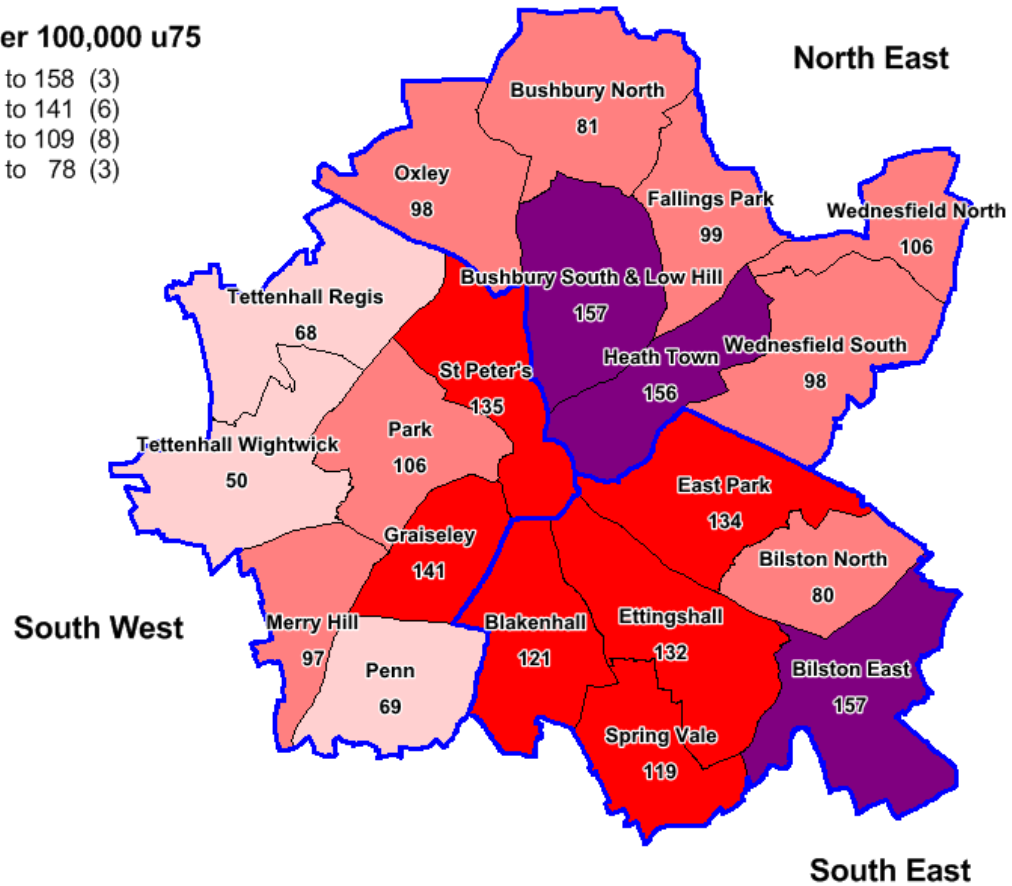 er 100,000 u75
to 158 (3)
to 141 (6)
to 109 (8)
to 78 (3)
North East
Bushbury North
81
Oxley
98
Fallings Park
99
Wednesfield North
106
Bushbury South & Low Hill
157
Tettenhall Regis
68
Heath Town
156
Wednesfield South
98
St Peter's
135
Park
106
Tettenhall Wightwick
50
East Park
134
Graiseley
141
Bilston North
80
South West
Merry Hill
97
Blakenhall
121
Ettingshall
132
Penn
69
Bilston East
157
Spring Vale
119
South East